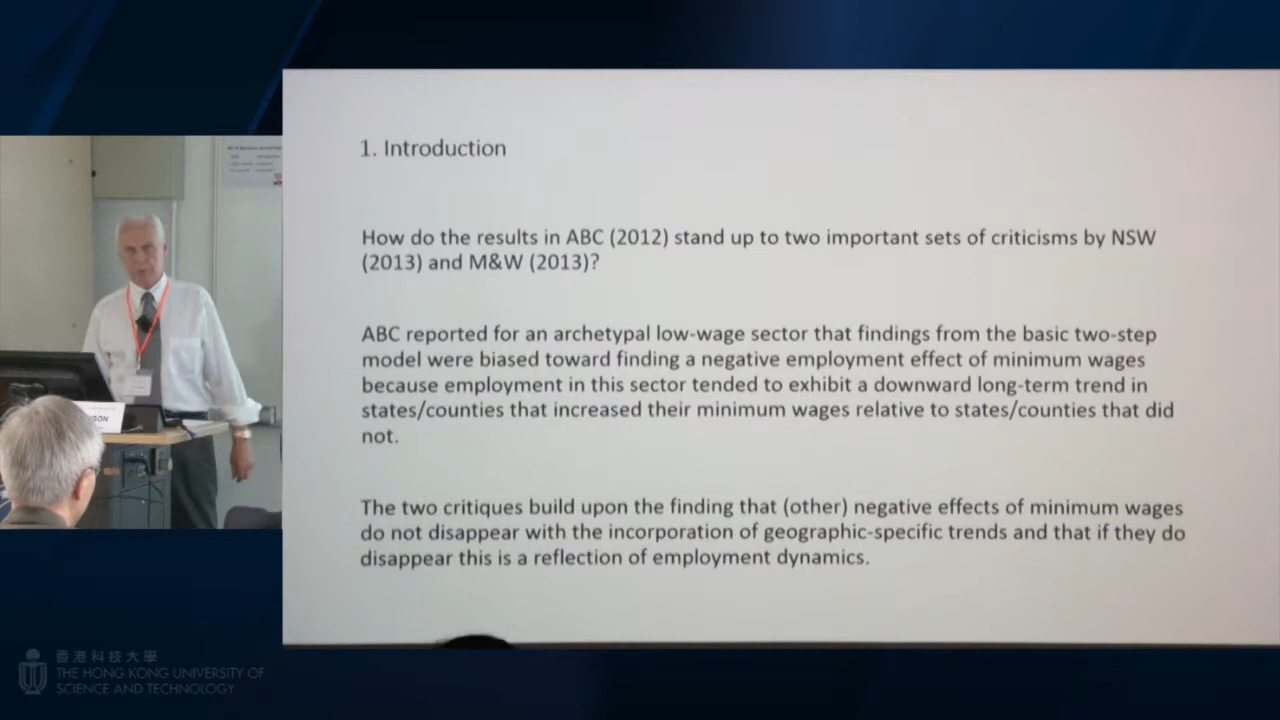 1. Introduction
How do the results in ABC (2012) stand up to two important sets of criticisms by NSW
(2013) and M&W (2013)?
ABC reported for an archetypal low-wage sector that findings from the basic two-step
model were biased toward finding a negative employment effect of minimum wages
because employment in this sector tended to exhibit a downward long-term trend in
states/counties that increased their minimum wages relative to states/counties that did
not.
The two critiques build upon the finding that (other) negative effects of minimum wages
do not disappear with the incorporation of geographic-specific trends and that if they do
disappear this is a reflection of employment dynamics.
香港科技大學
THE HONG KONG UNIVERSITY OF
SCIENCE AND TECHNOLOGY